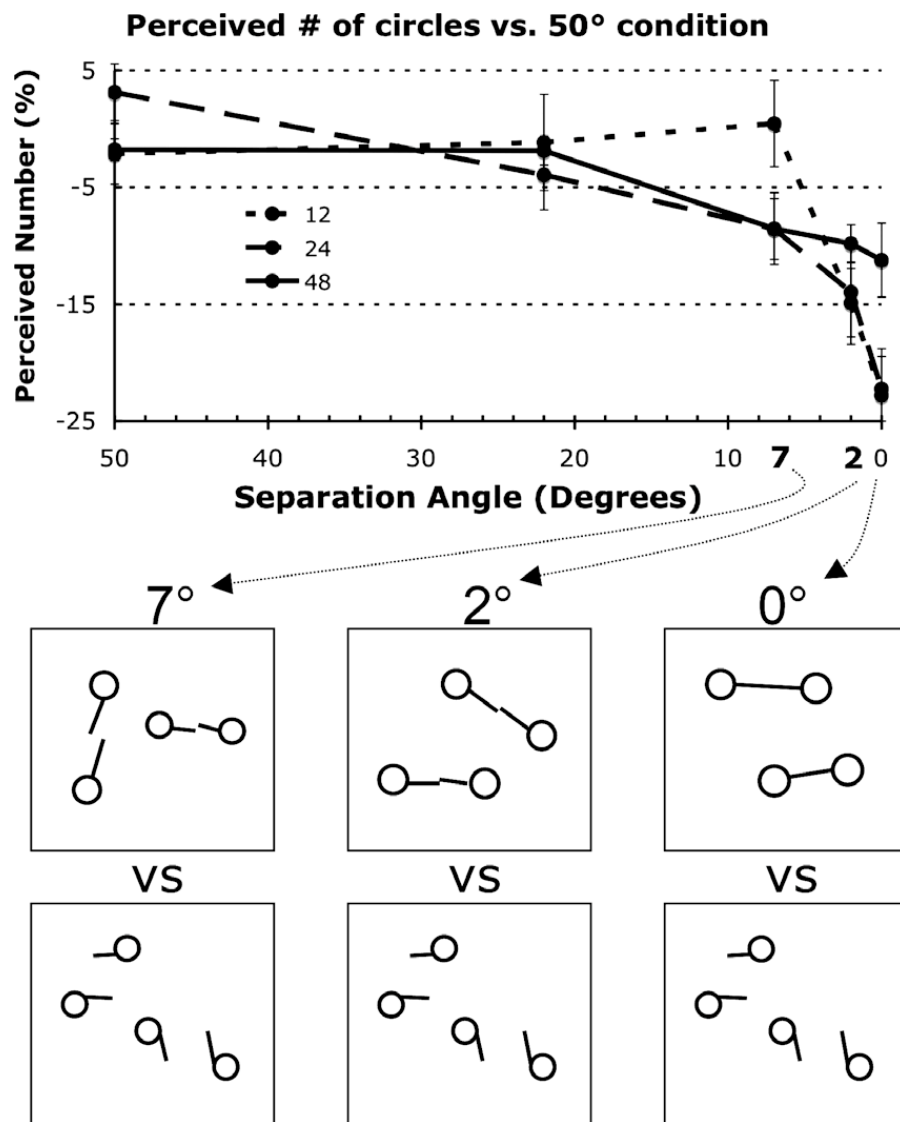 Perceived # of circles vs. 50° condition
Perceived Number (%)
5
-5
-15
-25
12
24
48
50 40 30 20 10 7 2 0
Separation Angle (Degrees)
7° 2° 0°
vs vs vs